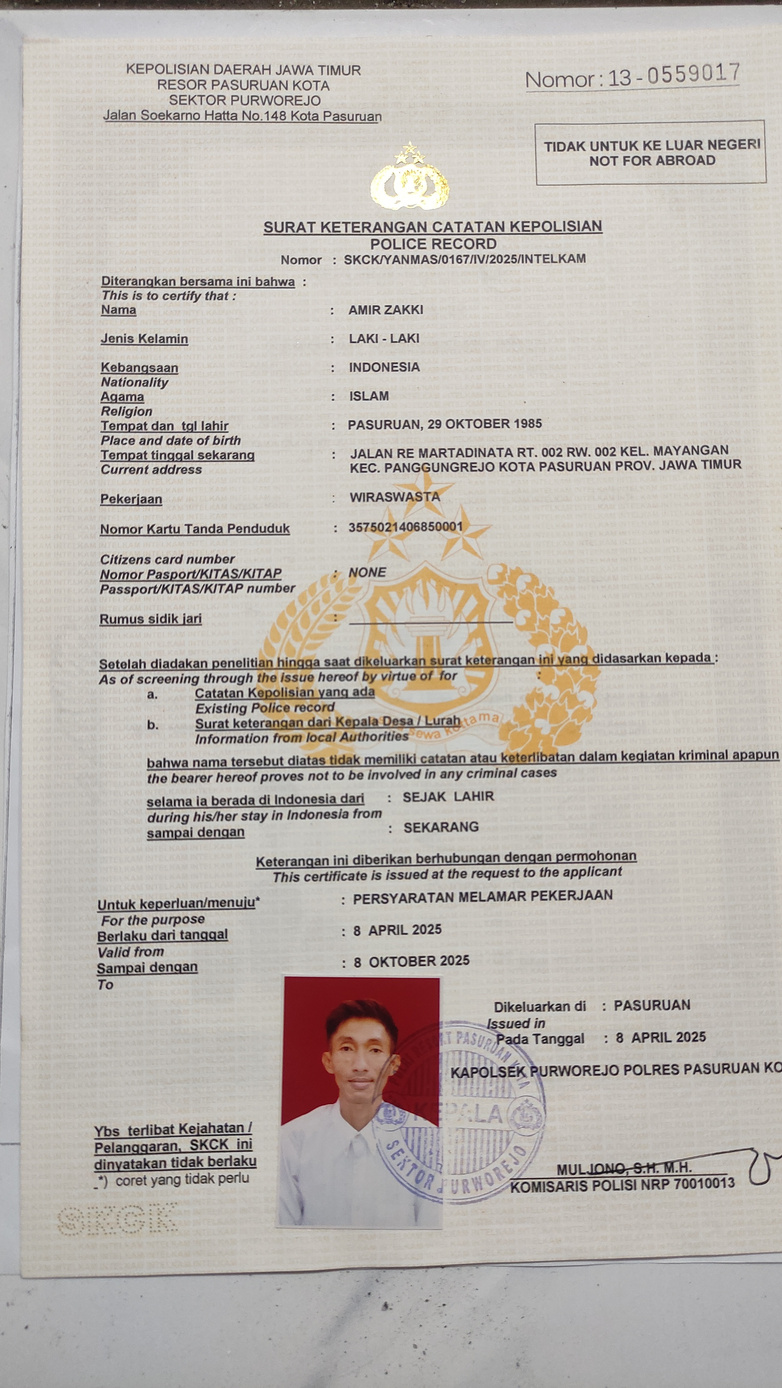 KEPOLISIAN DAERAH JAWA TIMUR
RESOR PASURUAN KOTA
SEKTOR PURWOREJO
Jalan Soekarno Hatta No.148 Kota Pasuruan
Nomor : 13 - 0559017
TIDAK UNTUK KE LUAR NEGERI
NOT FOR ABROAD
SURAT KETERANGAN CATATAN KEPOLISIAN
POLICE RECORD
Nomor : SKCK/YANMAS/0167/IV/2025/INTELKAM
Diterangkan bersama ini bahwa :
This is to certify that :
Nama : AMIR ZAKKI
Jenis Kelamin : LAKI - LAKI
Kebangsaan : INDONESIA
Nationality
Agama : ISLAM
Religion
Tempat dan tgl lahir : PASURUAN, 29 OKTOBER 1985
Place and date of birth
Tempat tinggal sekarang : JALAN RE MARTADINATA RT. 002 RW. 002 KEL. MAYANGAN
Current address KEC. PANGGUNGREJO KOTA PASURUAN PROV. JAWA TIMUR
Pekerjaan : WIRASWASTA
Nomor Kartu Tanda Penduduk : 3575021406850001
Citizens card number
Nomor Pasport/KITAS/KITAP : NONE
Passport/KITAS/KITAP number
Rumus sidik jari :
Setelah diadakan penelitian hingga saat dikeluarkan surat keterangan ini yang didasarkan kepada :
As of screening through the issue hereof by virtue of for :
a. Catatan Kepolisian yang ada
Existing Police record
b. Surat keterangan dari Kepala Desa / Lurah
Information from local Authorities
bahwa nama tersebut diatas tidak memiliki catatan atau keterlibatan dalam kegiatan kriminal apapun
the bearer hereof proves not to be involved in any criminal cases
selama ia berada di Indonesia dari : SEJAK LAHIR
during his/her stay in Indonesia from
sampai dengan : SEKARANG
Keterangan ini diberikan berhubungan dengan permohonan
This certificate is issued at the request to the applicant
Untuk keperluan/menuju* : PERSYARATAN MELAMAR PEKERJAAN
For the purpose
Berlaku dari tanggal : 8 APRIL 2025
Valid from
Sampai dengan : 8 OKTOBER 2025
To
Dikeluarkan di : PASURUAN
Issued in
Pada Tanggal : 8 APRIL 2025
KAPOLSEK PURWOREJO POLRES PASURUAN KO
KEPALA
SEKTOR PURWOREJO
MULJONO, S.H. M.H.
KOMISARIS POLISI NRP 70010013
Ybs terlibat Kejahatan /
Pelanggaran, SKCK ini
dinyatakan tidak berlaku
*) coret yang tidak perlu
SKCK